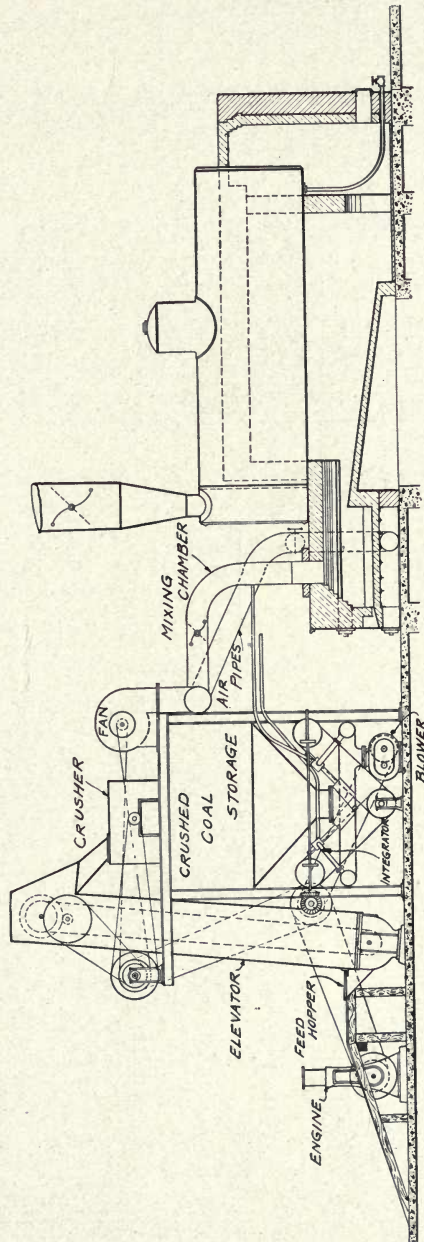 ENGINE
FEED
HOPPER
ELEVATOR
CRUSHER
FAN
CRUSHED
COAL
STORAGE
INTEGRATOR
BLOWER
AIR
PIPES
MIXING
CHAMBER